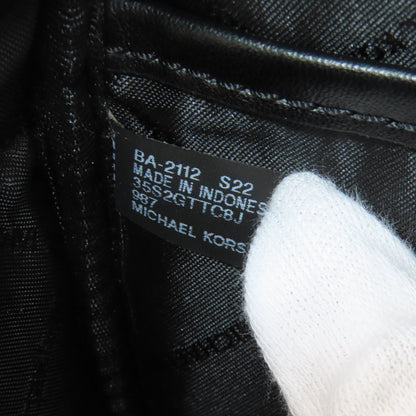 BA-2112 S22
MADE IN INDONES
35S2GTTC8J
987
MICHAEL KORS